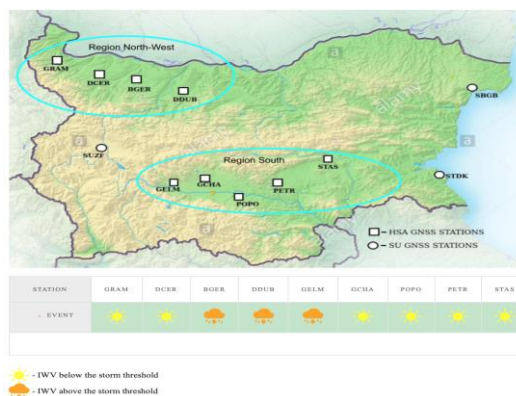 Region North-West
GRAM
DCER
BGER
DDUB
SBGB
SUZF
Region South
STAS
STDK
GELM
GCHA
PETR
POPO
- HSA GNSS STATIONS
- SU GNSS STATIONS
STATION GRAM DCER BGER DDUB GELM GCHA POPO PETR STAS
EVENT
- IWV below the storm threshold
- IWV above the storm threshold